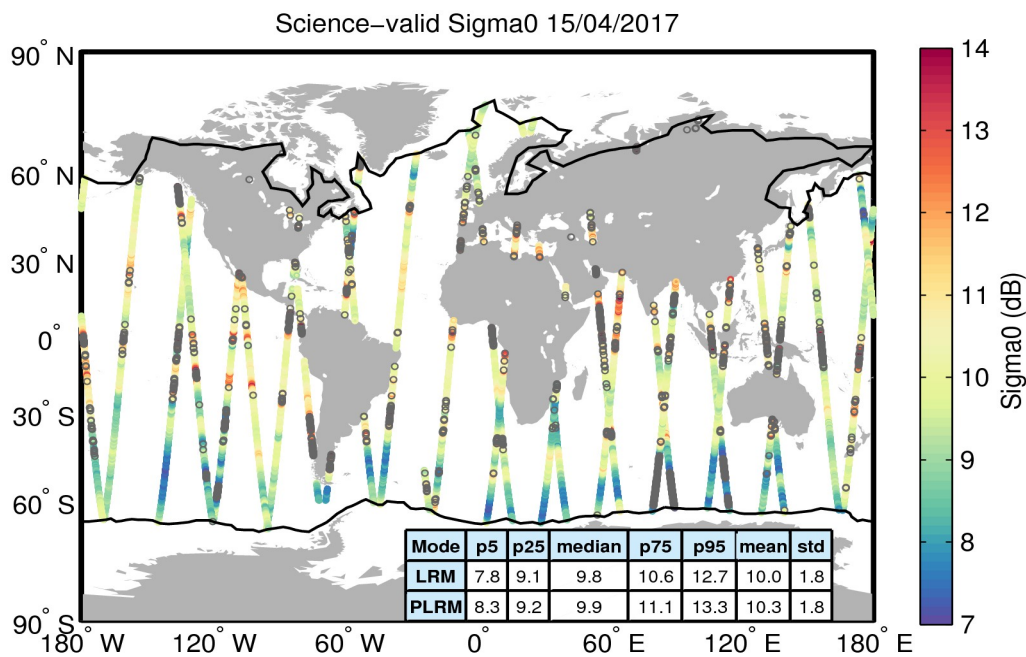 Science−valid Sigma0 15/04/2017
90° N
60° N
30° N
0°
30° S
60° S
90° S
180° W
120° W
60° W
0°
60° E
120° E
180° E
14
13
12
11
10
9
8
7
Sigma0 (dB)
Mode p5 p25 median p75 p95 mean std
LRM 7.8 9.1 9.8 10.6 12.7 10.0 1.8
PLRM 8.3 9.2 9.9 11.1 13.3 10.3 1.8